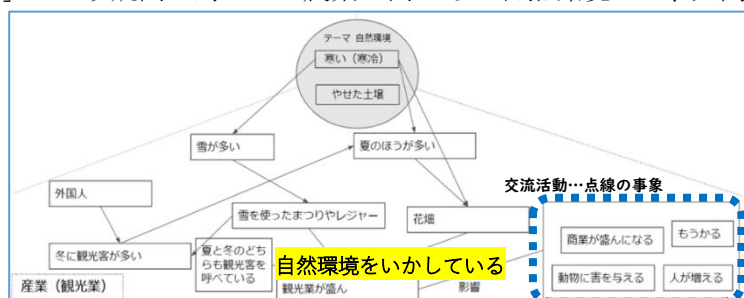 テーマ 自然環境
寒い（寒冷）
やせた土壌
雪が多い
夏のほうが多い
交流活動…点線の事象
外国人
雪を使ったまつりやレジャー
花畑
商業が盛んになる
もうかる
冬に観光客が多い
夏と冬のどち
らも観光客を
呼べている
自然環境をいかしている
動物に害を与える
人が増える
産業（観光業）
観光業が盛ん
影響